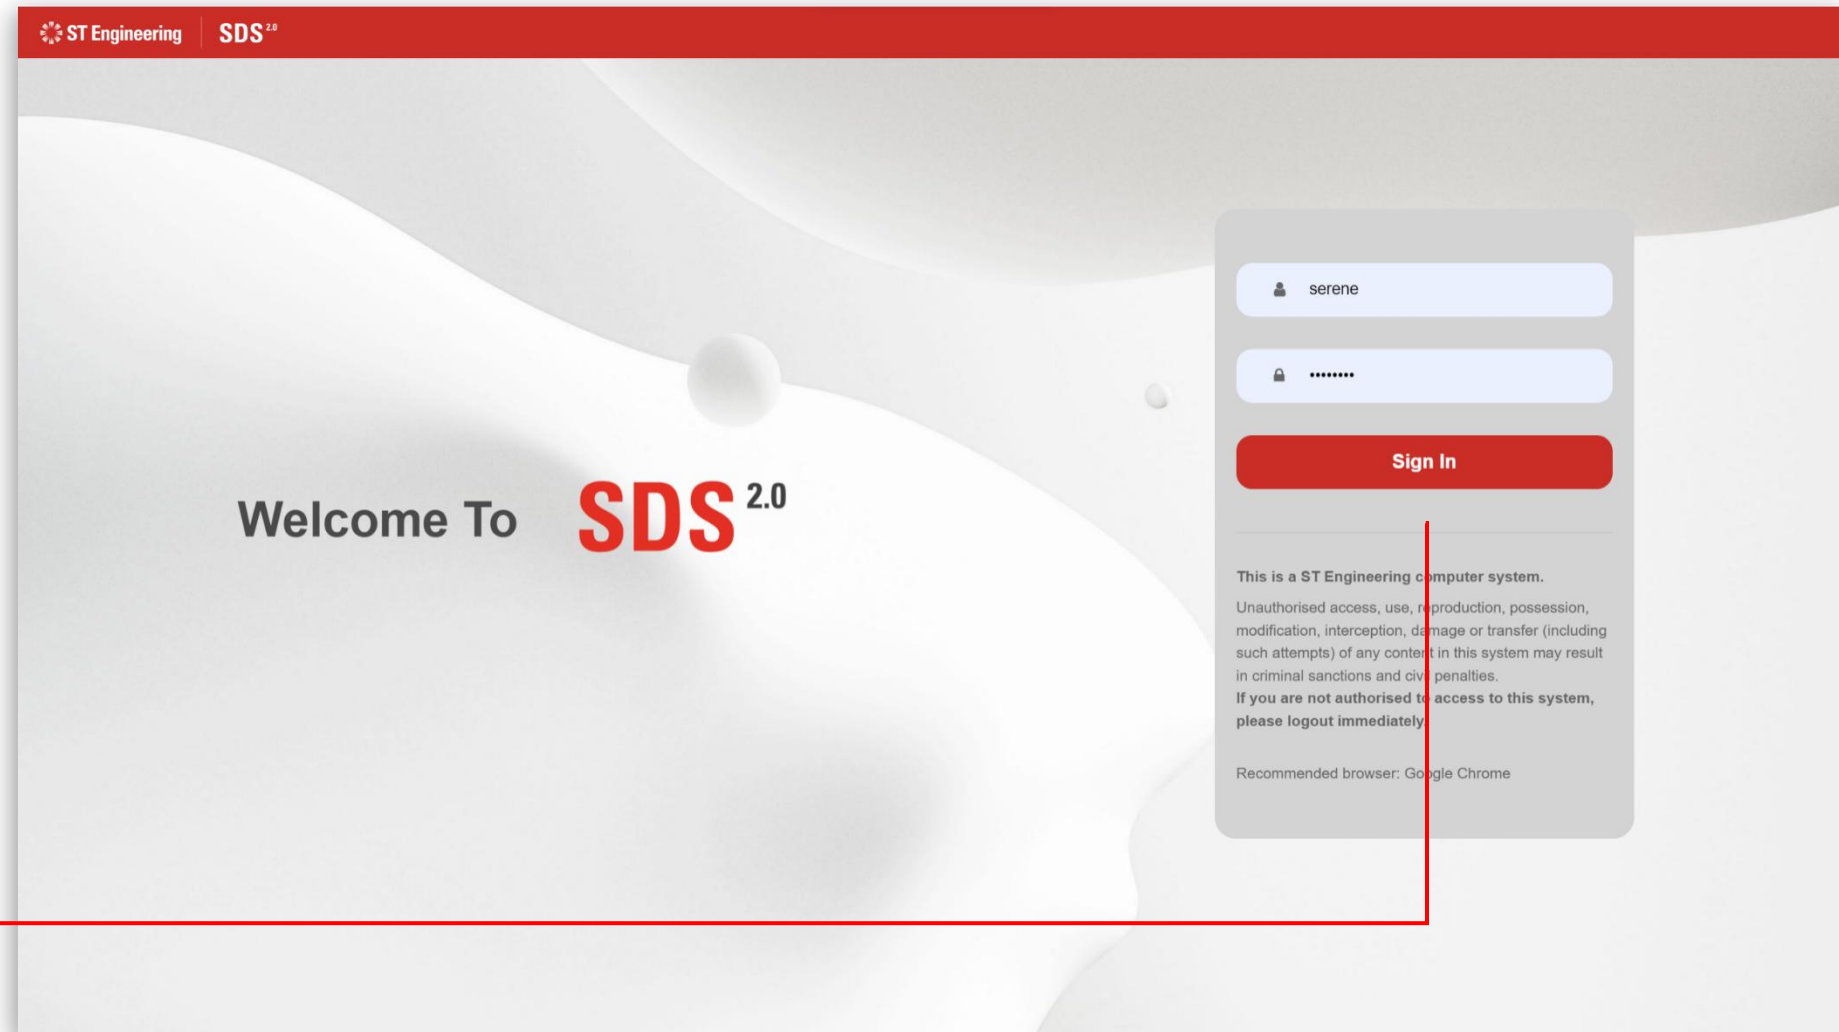 ST Engineering SDS 2.0
serene
••••••••
Sign In
Welcome To SDS 2.0
This is a ST Engineering computer system.
Unauthorised access, use, reproduction, possession,
modification, interception, damage or transfer (including
such attempts) of any content in this system may result
in criminal sanctions and civil penalties.
If you are not authorised to access to this system,
please logout immediately.
Recommended browser: Google Chrome